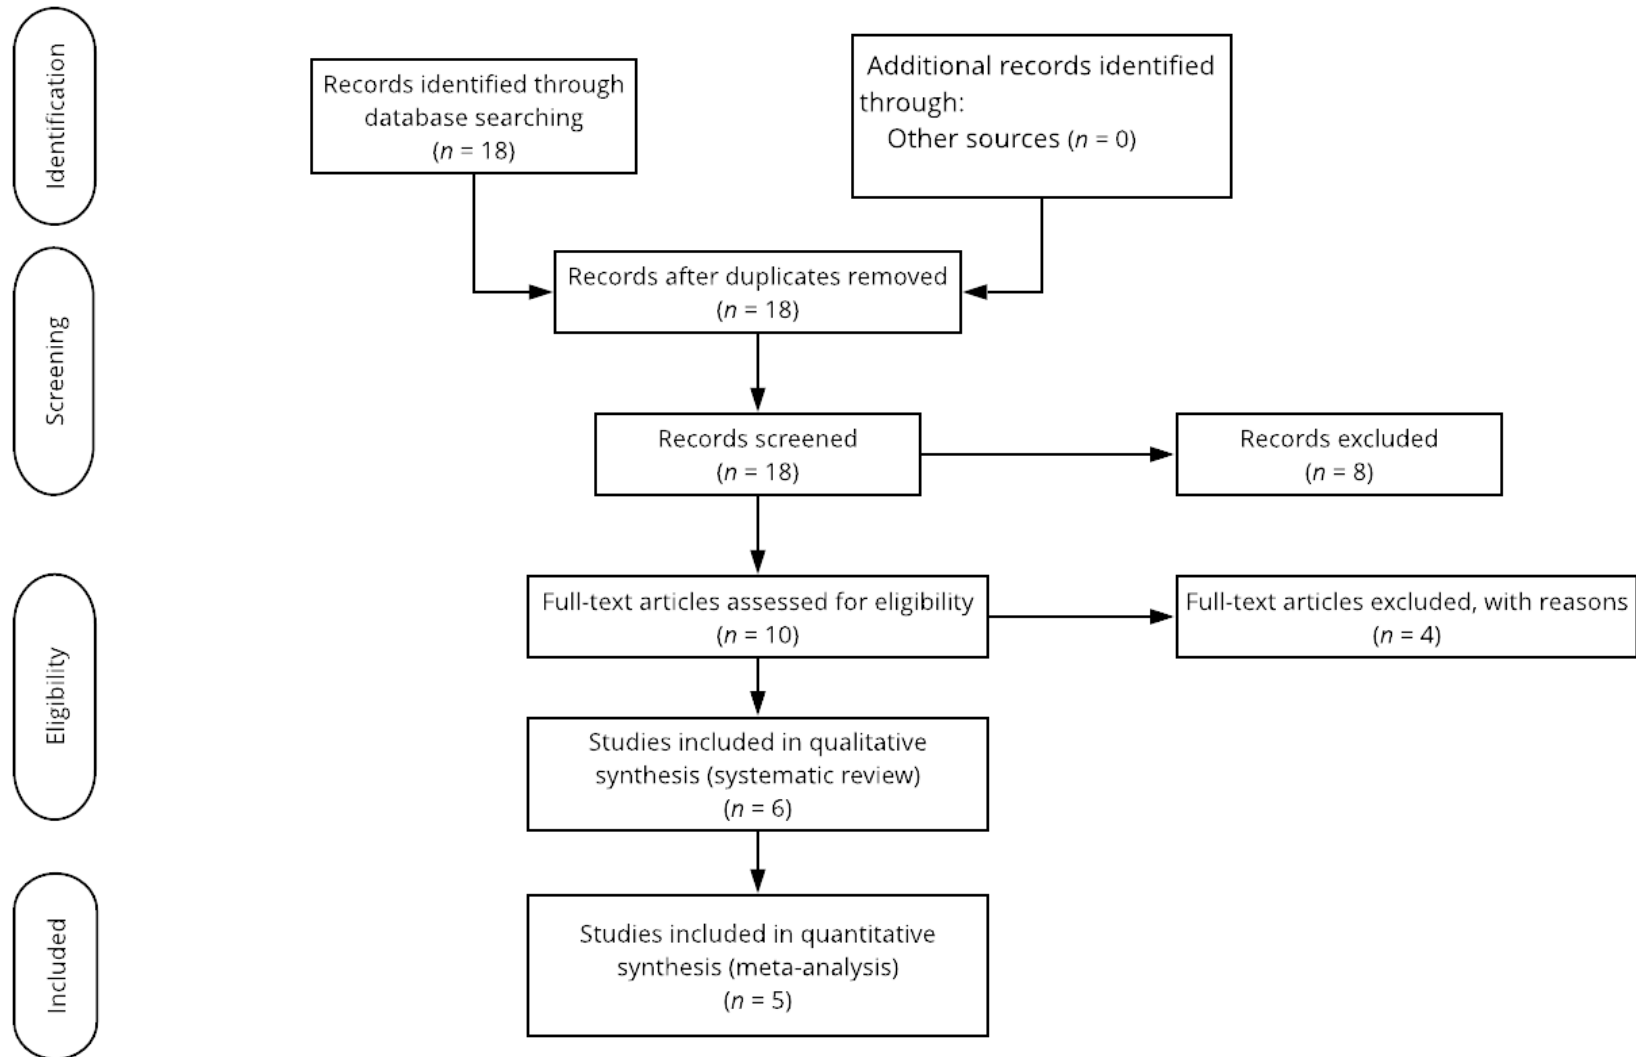 Identification
Records identified through
database searching
(n = 18)
Additional records identified
through:
Other sources (n = 0)
Screening
Records after duplicates removed
(n = 18)
Records screened
(n = 18)
Records excluded
(n = 8)
Eligibility
Full-text articles assessed for eligibility
(n = 10)
Full-text articles excluded, with reasons
(n = 4)
Studies included in qualitative
synthesis (systematic review)
(n = 6)
Included
Studies included in quantitative
synthesis (meta-analysis)
(n = 5)